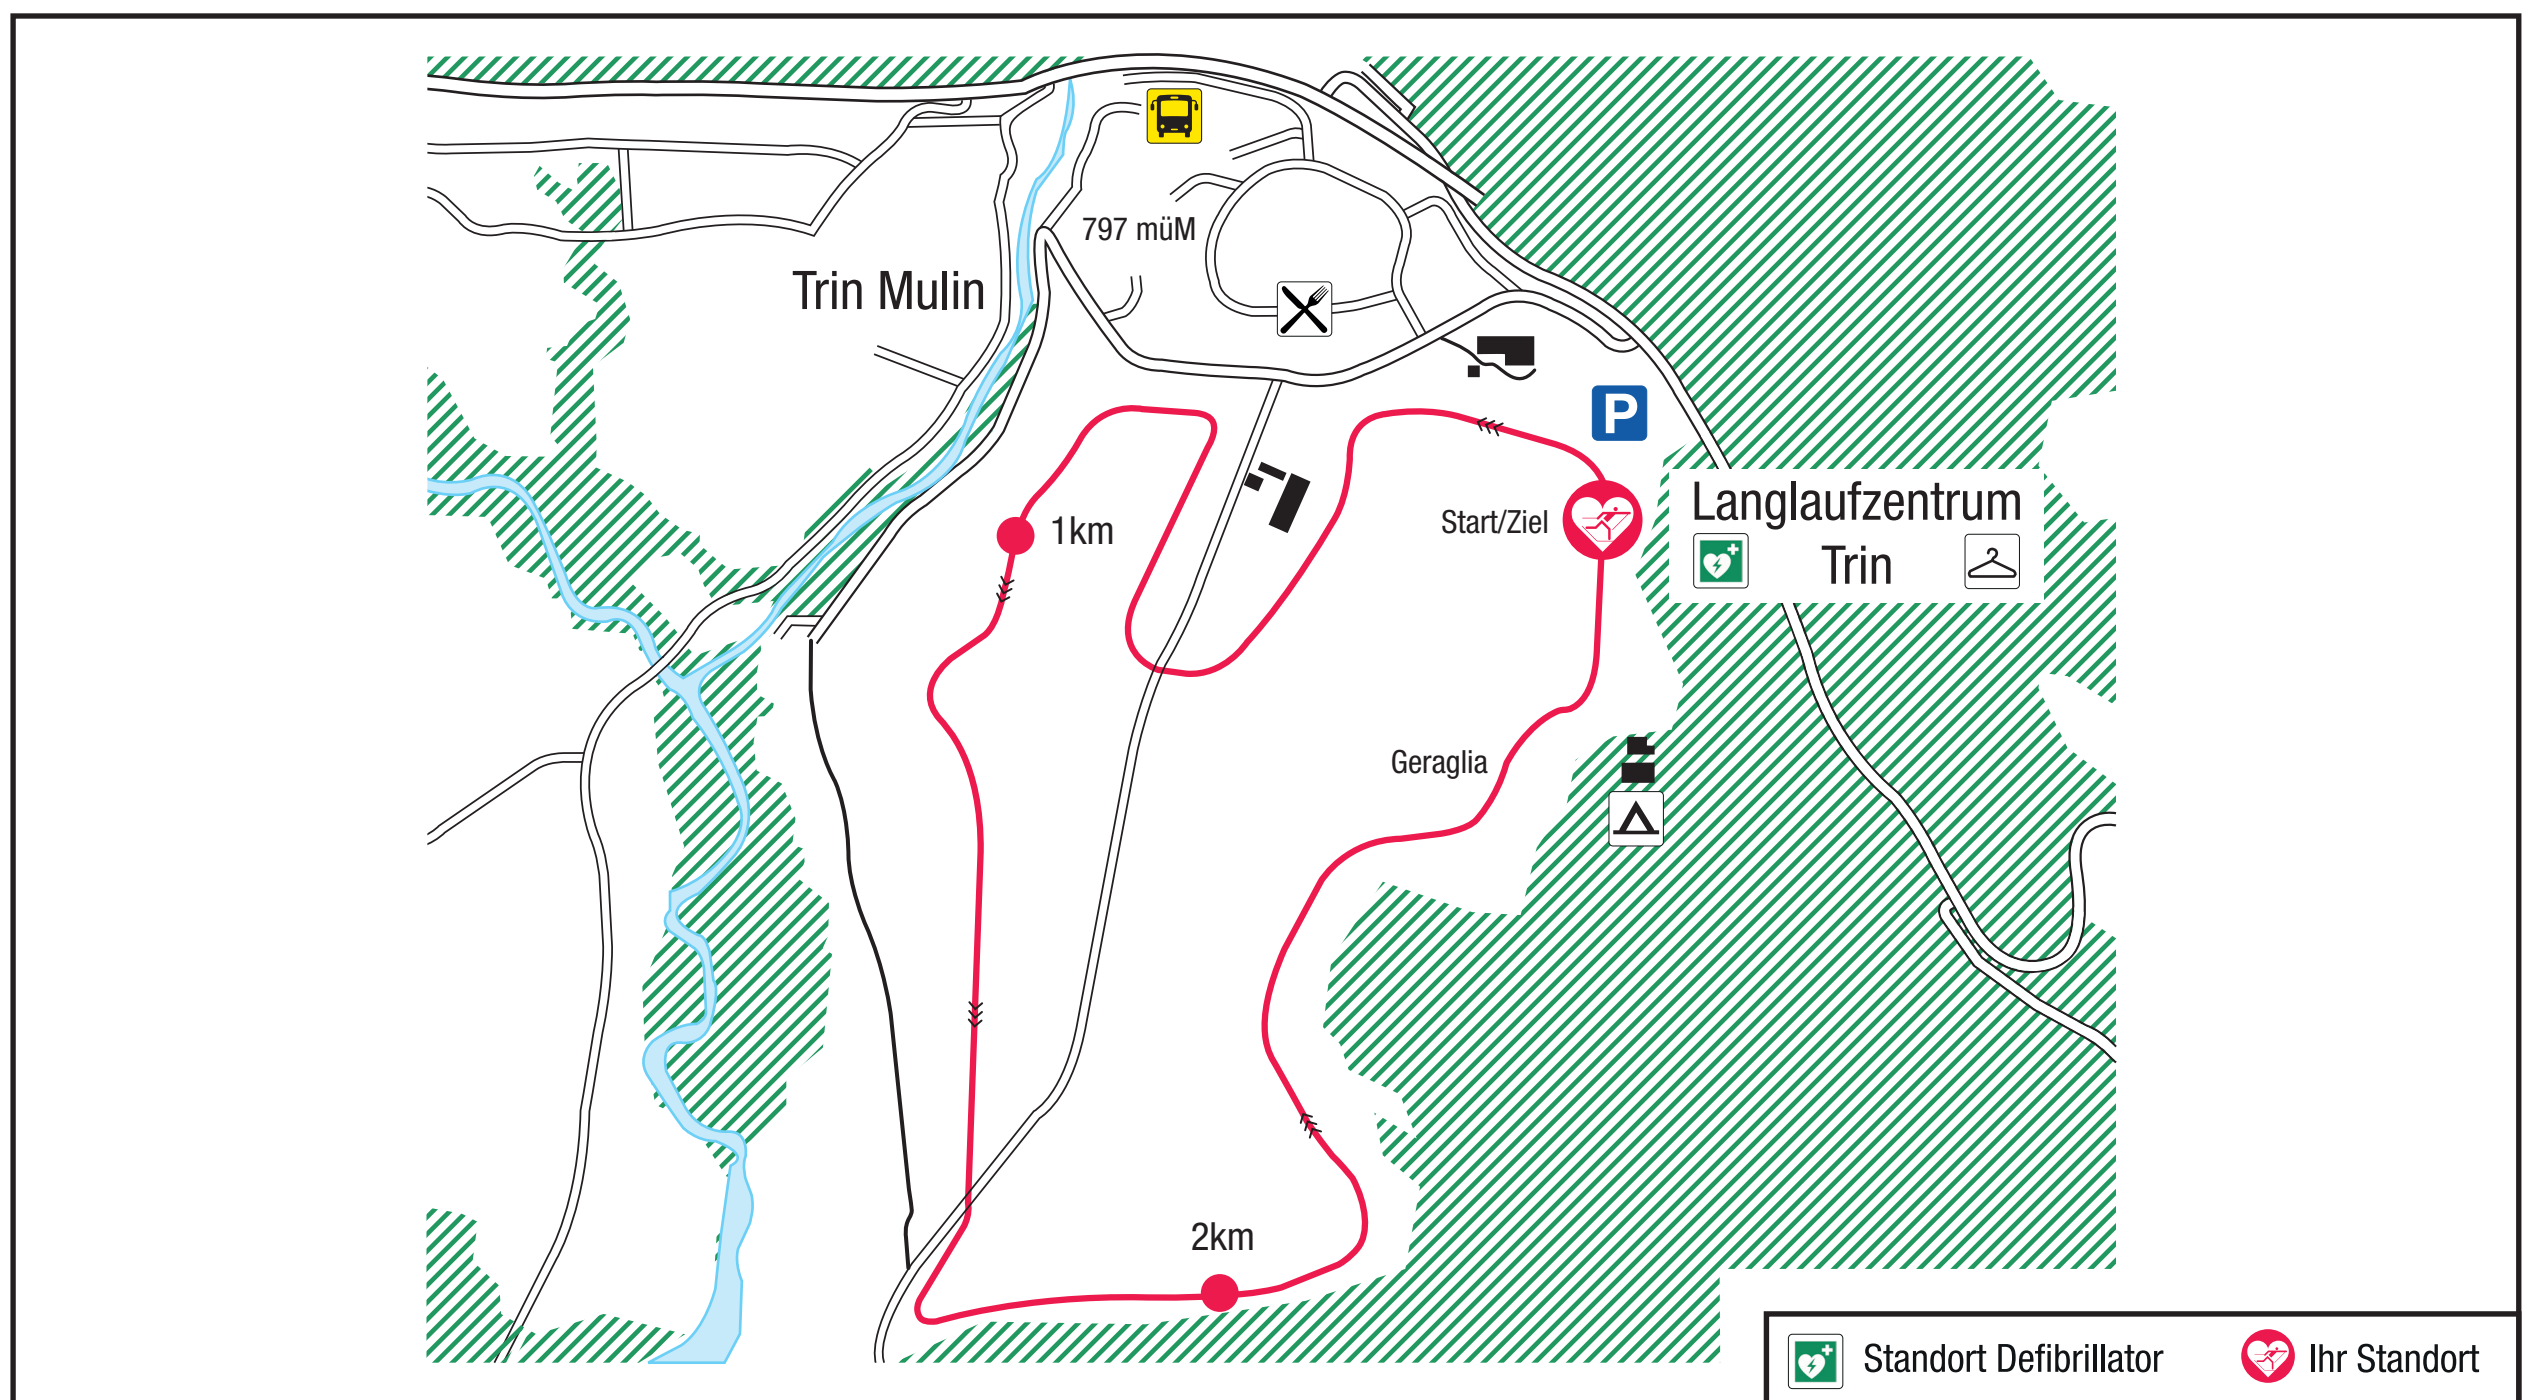 797 müM
Trin Mulin
P
Langlaufzentrum
Trin
Start/Ziel
1km
Geraglia
2km
Standort Defibrillator
Ihr Standort